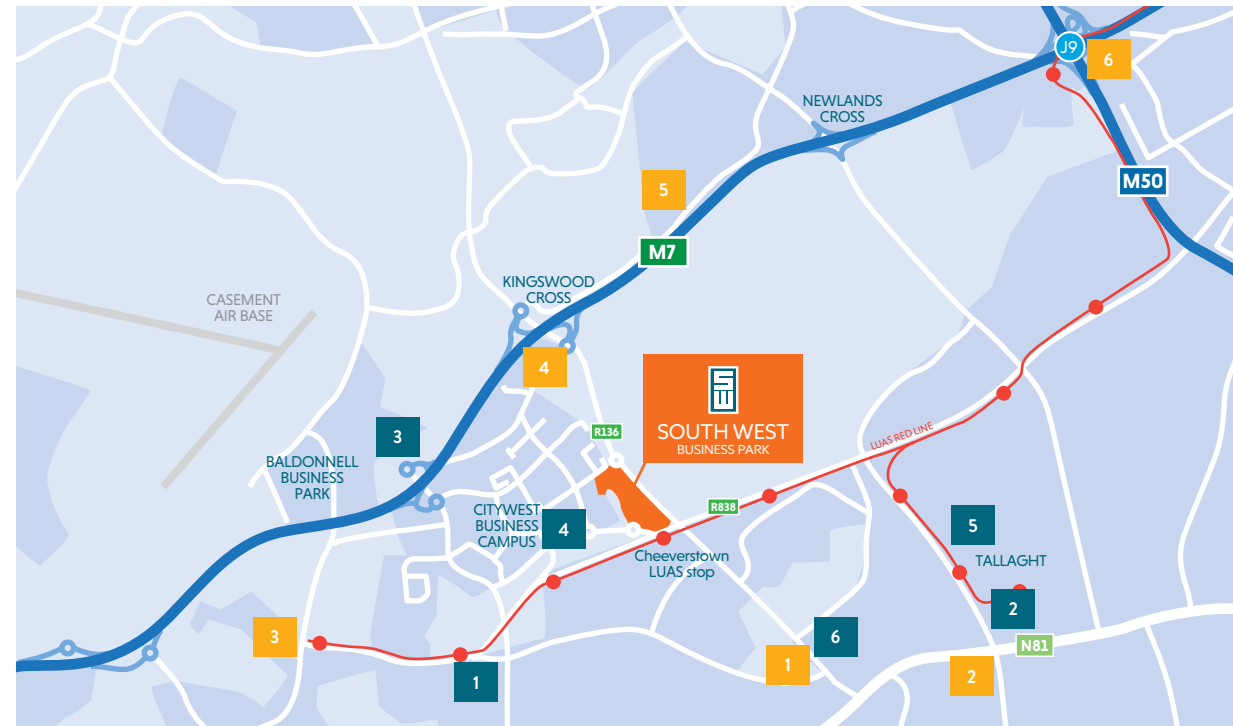 J9
6
NEWLANDS
CROSS
M50
5
M7
KINGSWOOD
CROSS
CASEMENT
AIR BASE
4
SOUTH WEST
BUSINESS PARK
R136
3
LUAS RED LINE
BALDONNELL
BUSINESS
PARK
CITYWEST
BUSINESS
CAMPUS
4
R838
5
Cheeverstown
LUAS stop
TALLAGHT
2
3
6
N81
1
1
2